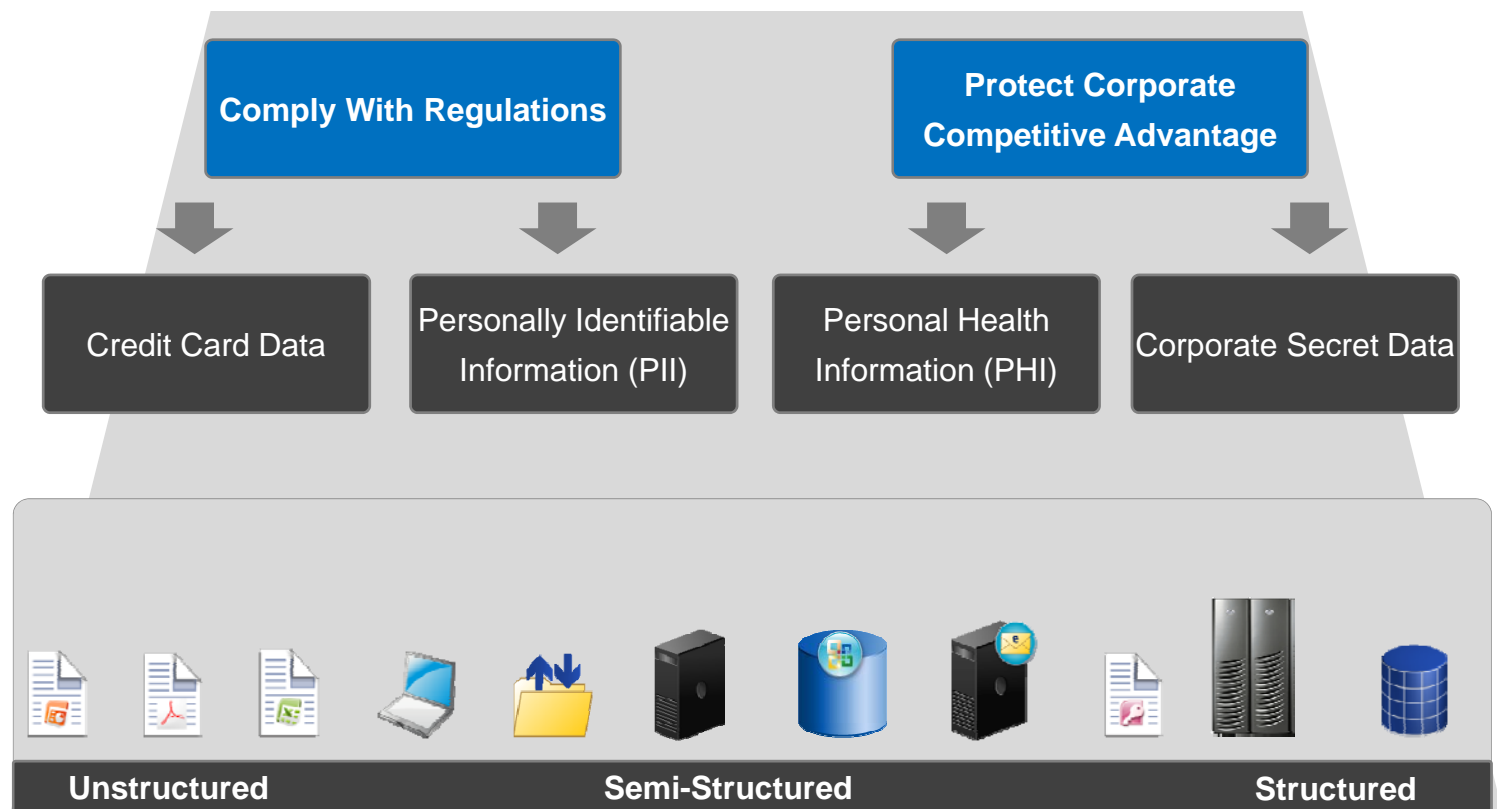 Comply With Regulations
Protect Corporate
Competitive Advantage
Credit Card Data
Personally Identifiable
Information (PII)
Personal Health
Information (PHI)
Corporate Secret Data
Unstructured
Semi-Structured
Structured